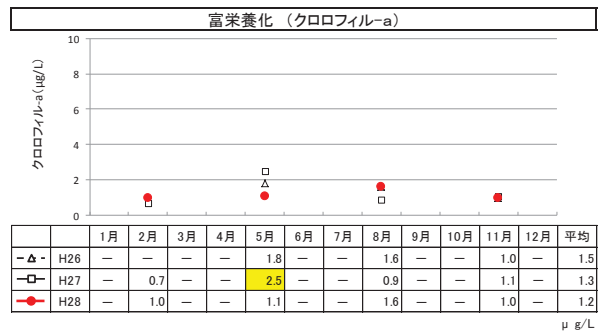 富栄養化 (クロロフィル-a)
クロロフィル-a(μg/L)
10
8
6
4
2
0
1月 2月 3月 4月 5月 6月 7月 8月 9月 10月 11月 12月 平均
H26 — — — — 1.8 — — 1.6 — — 1.0 — 1.5
H27 — 0.7 — — 2.5 — — 0.9 — — 1.1 — 1.3
H28 — 1.0 — — 1.1 — — 1.6 — — 1.0 — 1.2
μ g/L